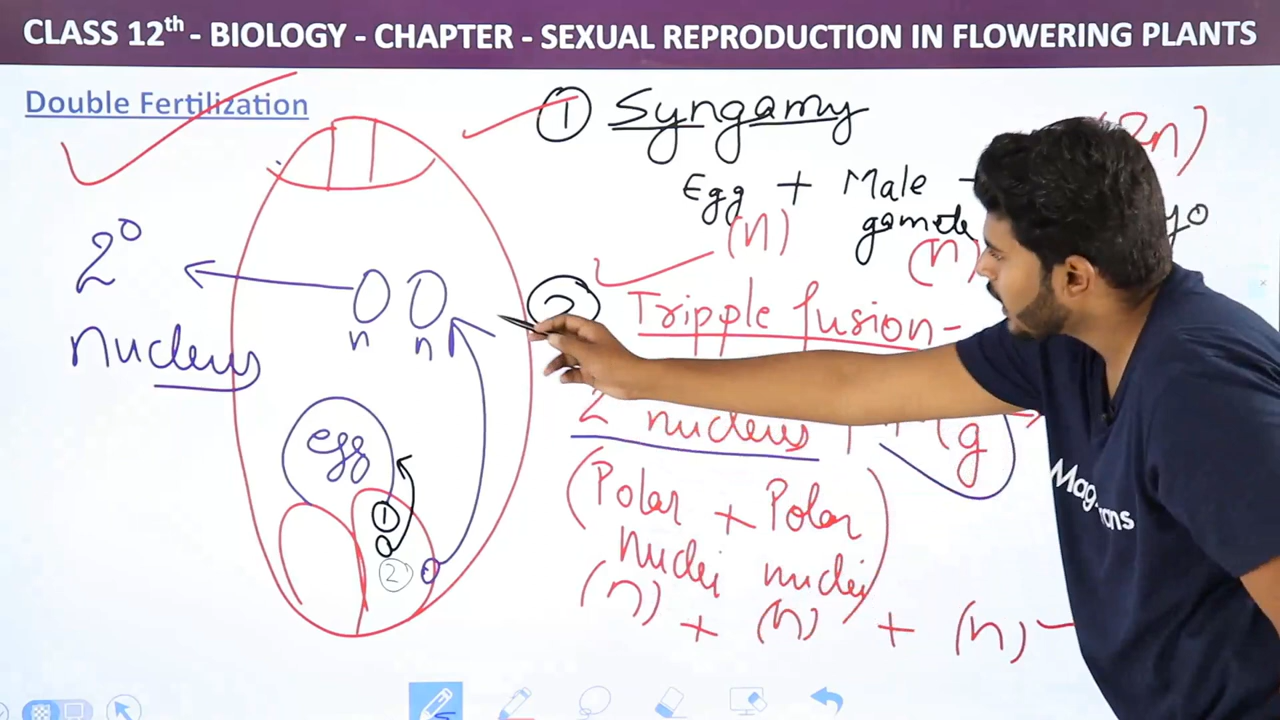 CLASS 12th - BIOLOGY - CHAPTER - SEXUAL REPRODUCTION IN FLOWERING PLANTS
Double Fertilization
① Syngamy
(2n)
Egg + Male
gamete
(n)
(n)
2° nucleus
n n
② Tripple fusion-
egg
① 
②
2° nucleus
(Polar + Polar
nuclei nuclei)
(n) + (n) + (n)